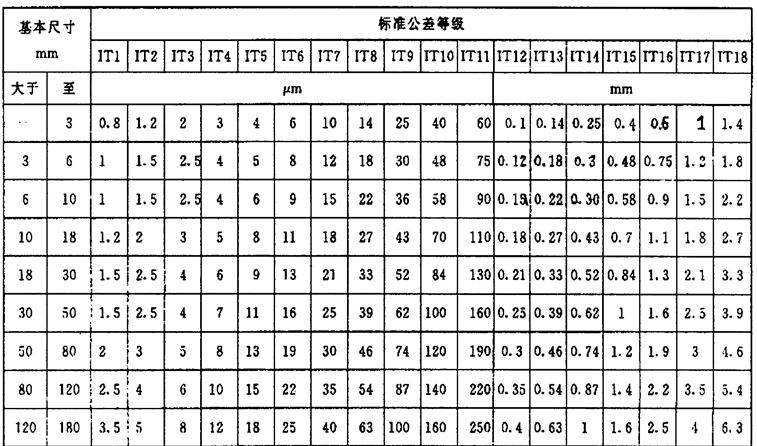 基本尺寸 标准公差等级
mm IT1 IT2 IT3 IT4 IT5 IT6 IT7 IT8 IT9 IT10 IT11 IT12 IT13 IT14 IT15 IT16 IT17 IT18
大于 至 μm mm
3 0.8 1.2 2 3 4 6 10 14 25 40 60 0.1 0.14 0.25 0.4 0.6 1 1.4
3 6 1 1.5 2.5 4 5 8 12 18 30 48 75 0.12 0.18 0.3 0.48 0.75 1.2 1.8
6 10 1 1.5 2.5 4 6 9 15 22 36 58 90 0.15 0.22 0.36 0.58 0.9 1.5 2.2
10 18 1.2 2 3 5 8 11 18 27 43 70 110 0.18 0.27 0.43 0.7 1.1 1.8 2.7
18 30 1.5 2.5 4 6 9 13 21 33 52 84 130 0.21 0.33 0.52 0.84 1.3 2.1 3.3
30 50 1.5 2.5 4 7 11 16 25 39 62 100 160 0.25 0.39 0.62 1 1.6 2.5 3.9
50 80 2 3 5 8 13 19 30 46 74 120 190 0.3 0.46 0.74 1.2 1.9 3 4.6
80 120 2.5 4 6 10 15 22 35 54 87 140 220 0.35 0.54 0.87 1.4 2.2 3.5 5.4
120 180 3.5 5 8 12 18 25 40 63 100 160 250 0.4 0.63 1 1.6 2.5 4 6.3